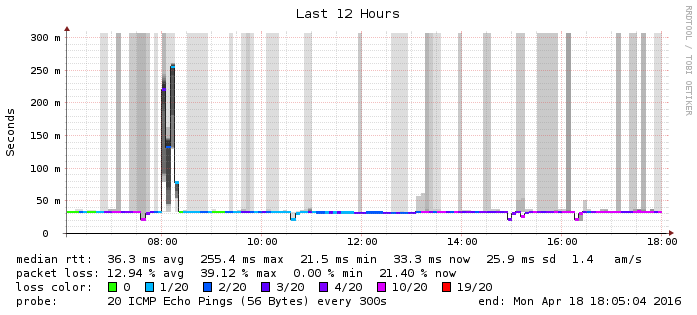 Last 12 Hours
RRDTOOL / TOBI OETIKER
Seconds
300 m
250 m
200 m
150 m
100 m
50 m
0
08:00 10:00 12:00 14:00 16:00 18:00
median rtt: 36.3 ms avg 255.4 ms max 21.5 ms min 33.3 ms now 25.9 ms sd 1.4 am/s
packet loss: 12.94 % avg 39.12 % max 0.00 % min 21.40 % now
loss color: 0 1/20 2/20 3/20 4/20 10/20 19/20
probe: 20 ICMP Echo Pings (56 Bytes) every 300s end: Mon Apr 18 18:05:04 2016